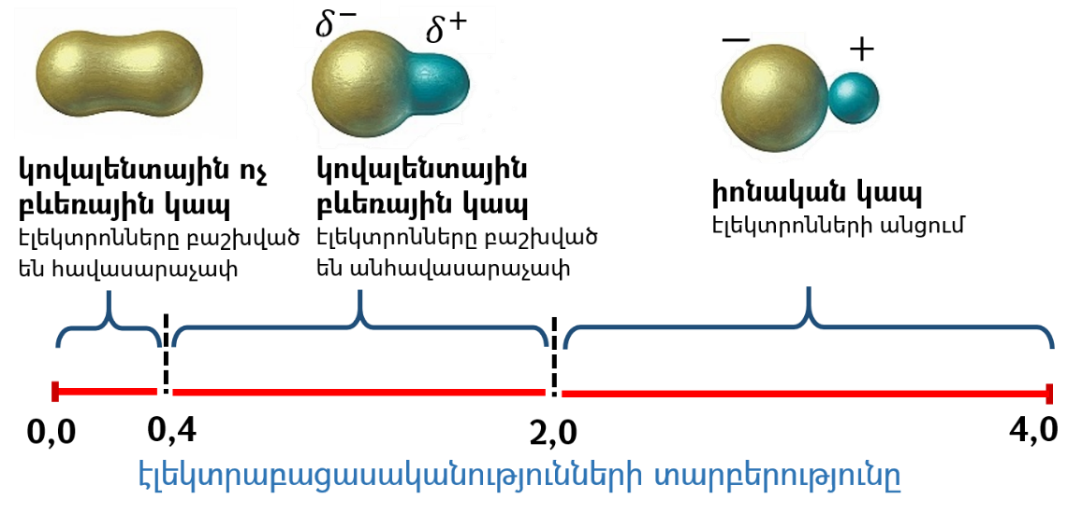 δ⁻ δ⁺
− +
կովալենտային ոչ
բևեռային կապ
էլեկտրոնները բաշխված
են հավասարաչափ
կովալենտային
բևեռային կապ
էլեկտրոնները բաշխված
են անհավասարաչափ
իոնական կապ
էլեկտրոնների անցում
0,0 0,4 2,0 4,0
էլեկտրաբացասականությունների տարբերությունը